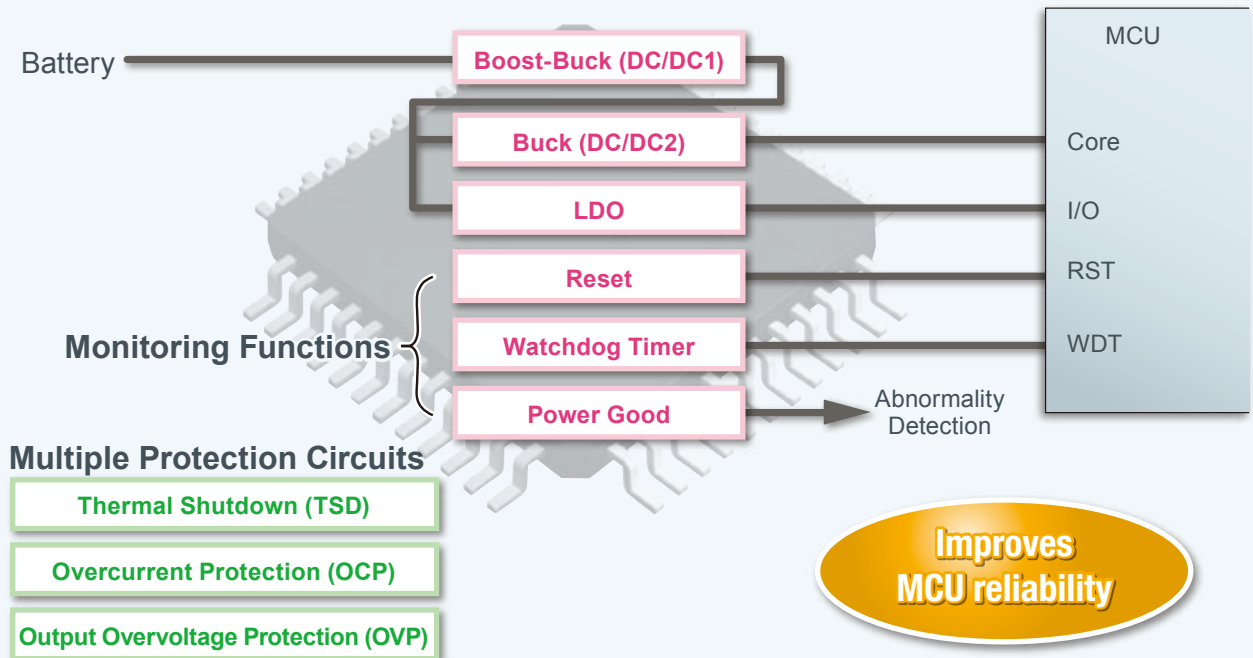 MCU
Battery
Boost-Buck (DC/DC1)
Buck (DC/DC2)
Core
LDO
I/O
Reset
RST
Monitoring Functions
Watchdog Timer
WDT
Power Good
Abnormality
Detection
Multiple Protection Circuits
Thermal Shutdown (TSD)
Overcurrent Protection (OCP)
Output Overvoltage Protection (OVP)
Improves
MCU reliability